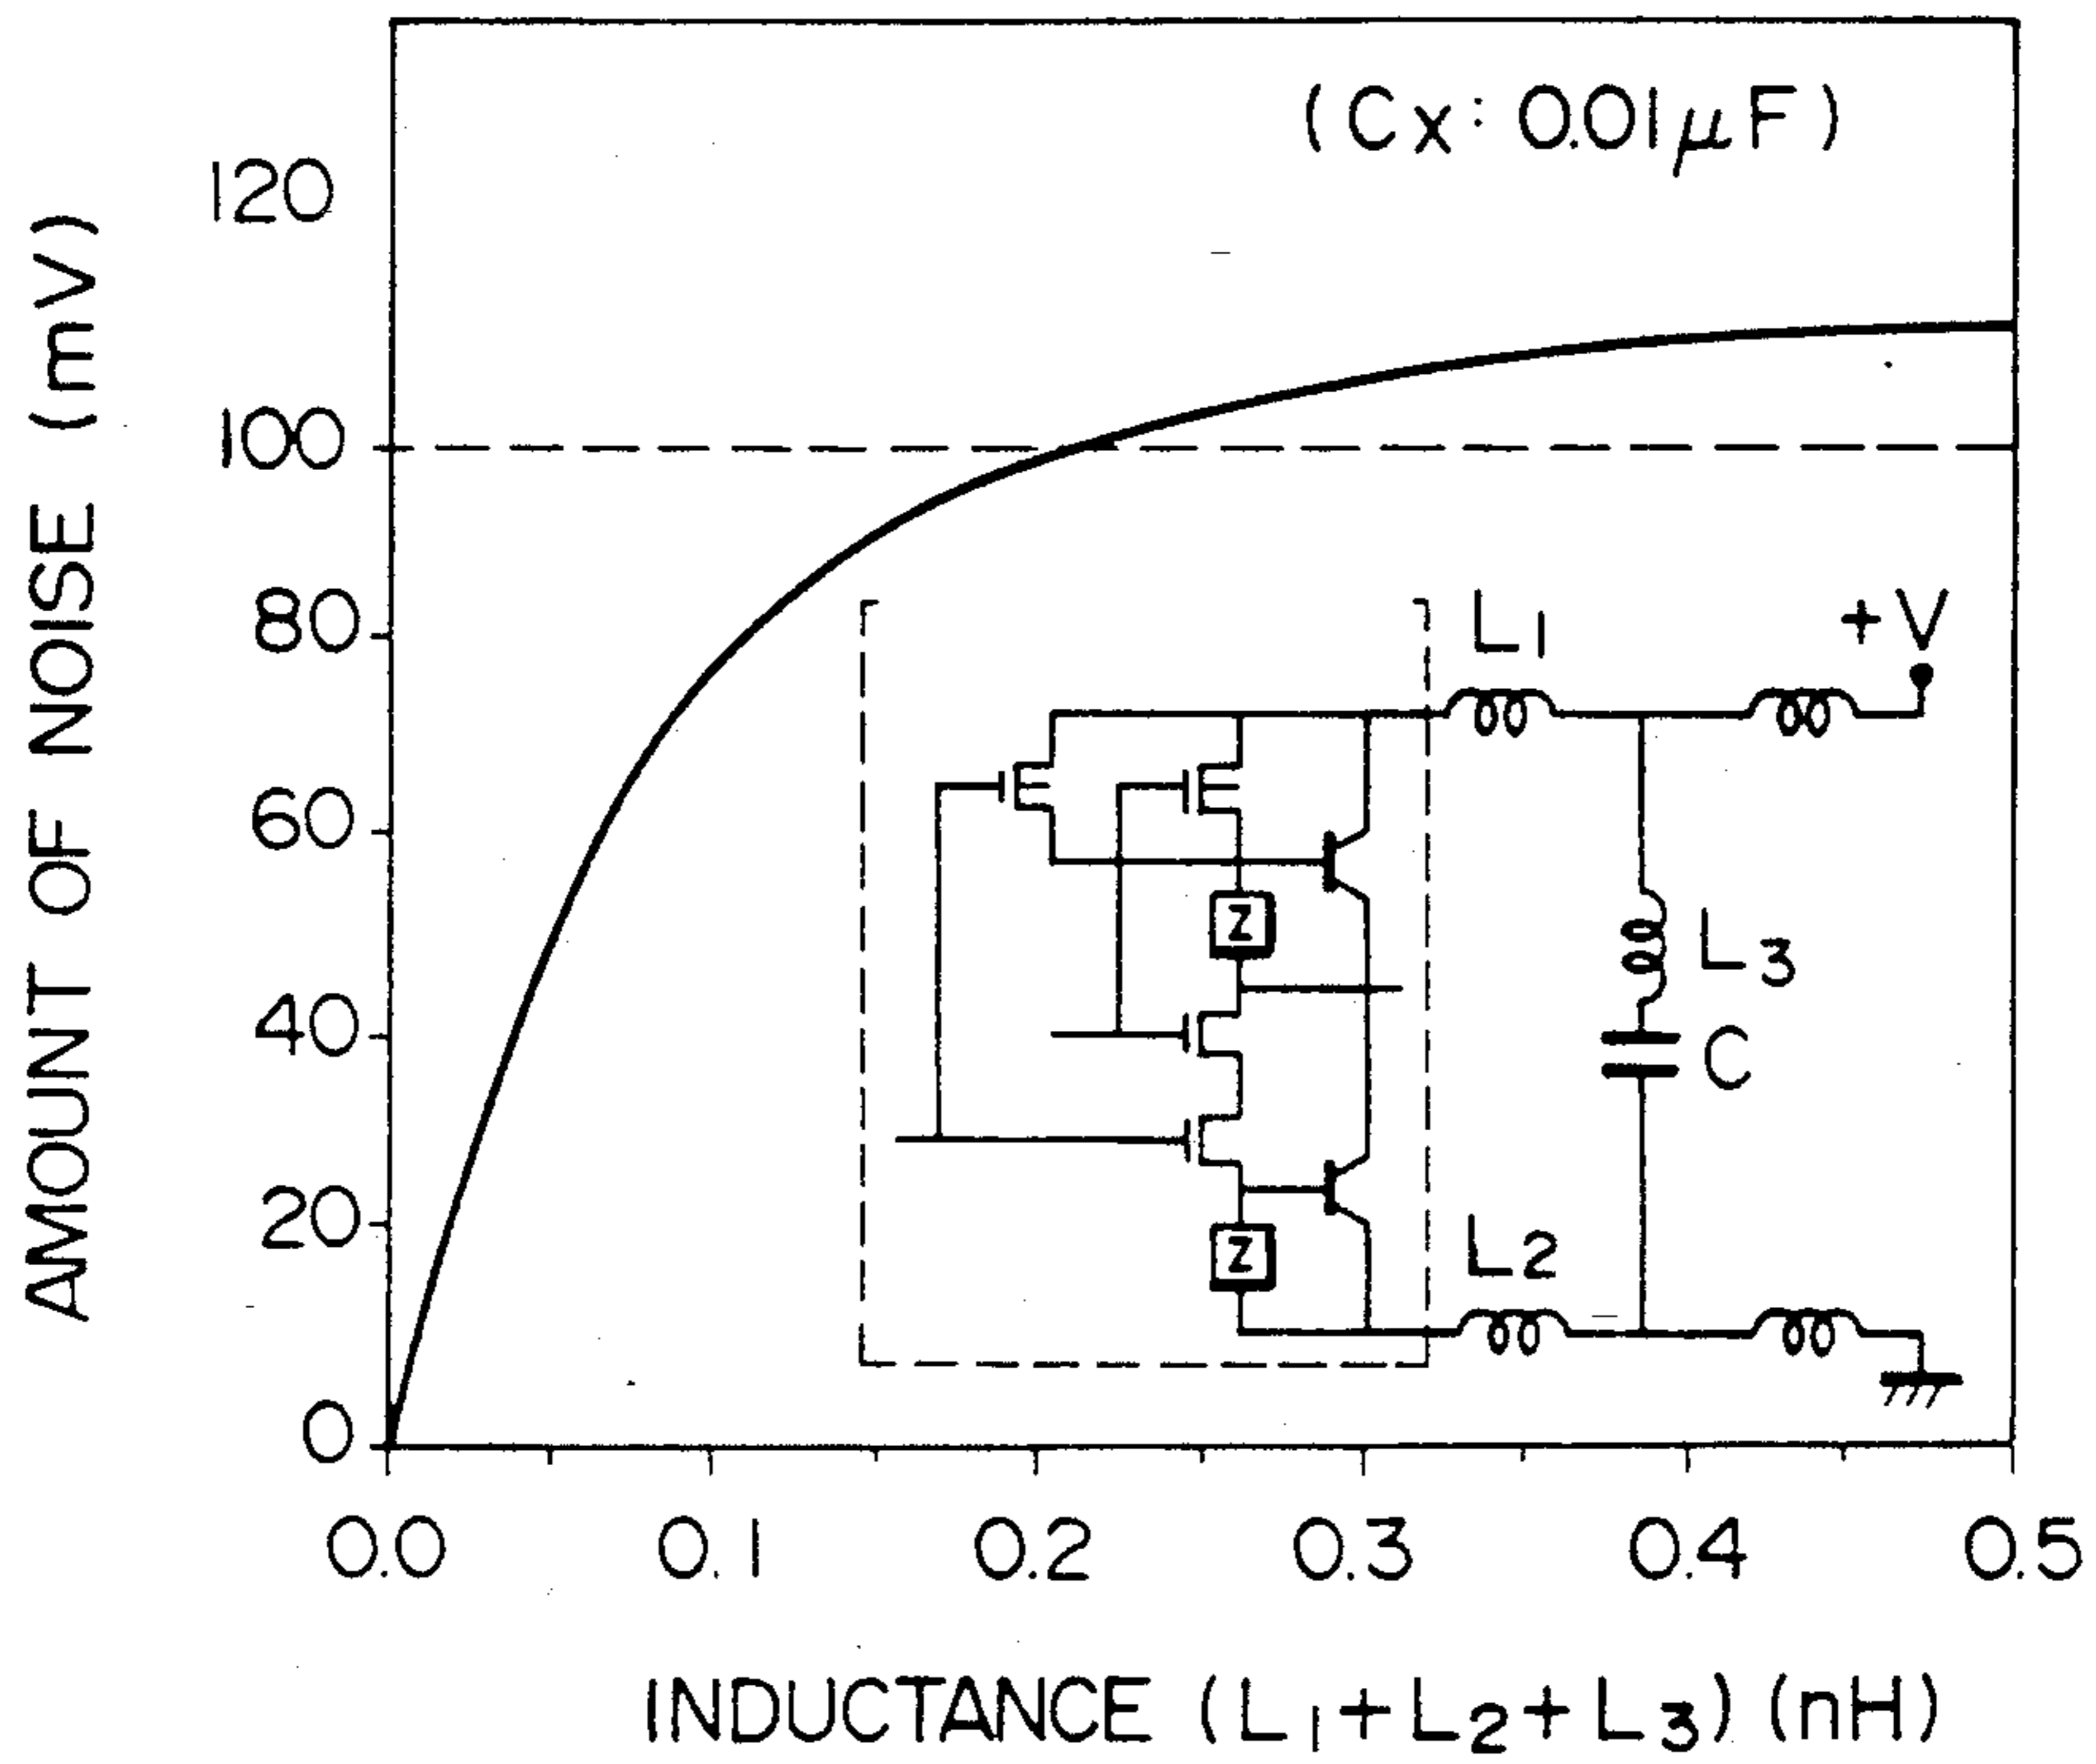 (Cx: 0.01μF)
AMOUNT OF NOISE (mV)
120
100
80
60
40
20
0
L1
+V
Z
L3
C
Z
L2
0.0 0.1 0.2 0.3 0.4 0.5
INDUCTANCE (L1+L2+L3) (nH)